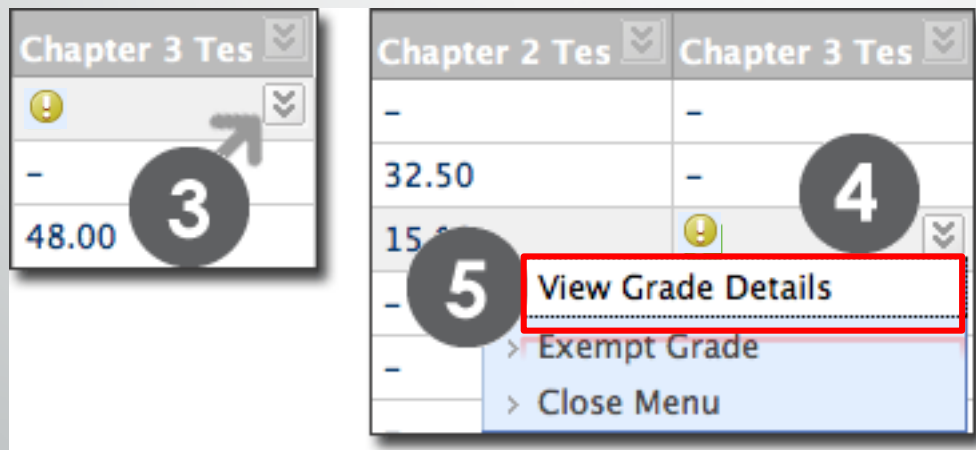 Chapter 3 Tes
–
48.00
3
Chapter 2 Tes Chapter 3 Tes
– –
32.50 –
4
15
5
View Grade Details
–
> Exempt Grade
–
> Close Menu